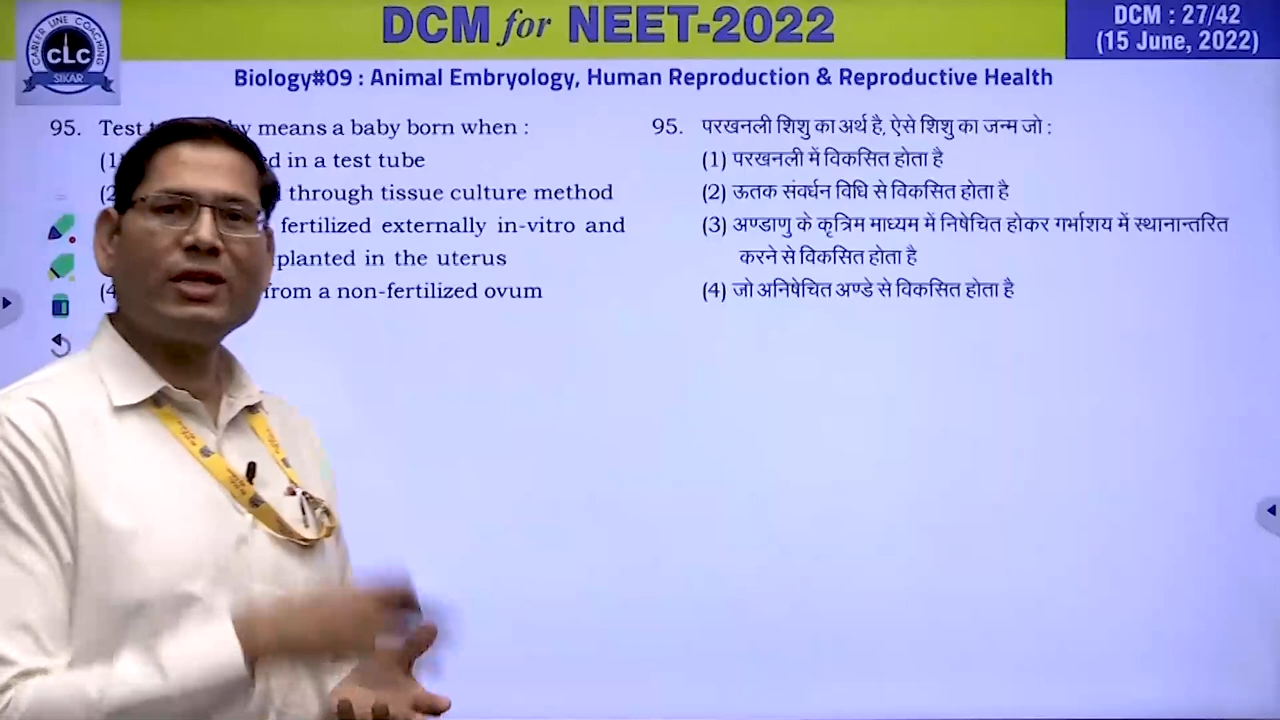 DCM for NEET-2022
DCM : 27/42
(15 June, 2022)
CAREER LINE COACHING
CLC
SIKAR
Biology#09 : Animal Embryology, Human Reproduction & Reproductive Health
95. Test means a baby born when :
(1 in a test tube
(2 through tissue culture method
fertilized externally in-vitro and
in the uterus
(4 from a non-fertilized ovum
95. परखनली शिशु का अर्थ है, ऐसे शिशु का जन्म जो :
(1) परखनली में विकसित होता है
(2) ऊतक संवर्धन विधि से विकसित होता है
(3) अण्डाणु के कृत्रिम माध्यम में निषेचित होकर गर्भाशय में स्थानान्तरित
करने से विकसित होता है
(4) जो अनिषेचित अण्डे से विकसित होता है